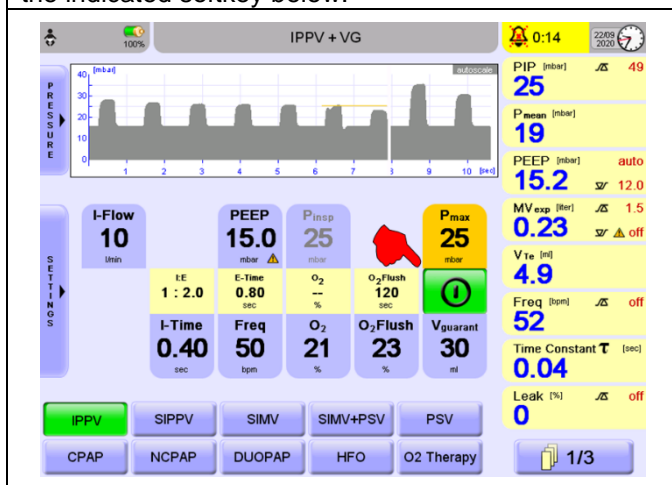 the indicated softkey below.
100%
IPPV + VG
0:14
22/09
2020
PRESSURE
[mbar]
autoscale
40
30
20
10
0
1 2 3 4 5 6 7 8 9 10 [sec]
PIP [mbar] 49
25
Pmean [mbar]
19
PEEP [mbar] auto
15.2 12.0
MVexp [liter] 1.5
0.23 off
VTe [ml]
4.9
Freq [bpm] off
52
Time Constant τ [sec]
0.04
Leak [%] off
0
SETTINGS
I-Flow PEEP Pinsp Pmax
10 15.0 25 25
l/min mbar mbar mbar
I:E E-Time O2 O2Flush
1 : 2.0 0.80 -- 120
sec % sec
I-Time Freq O2 O2Flush Vguarant
0.40 50 21 23 30
sec bpm % % ml
IPPV SIPPV SIMV SIMV+PSV PSV
CPAP NCPAP DUOPAP HFO O2 Therapy
1/3